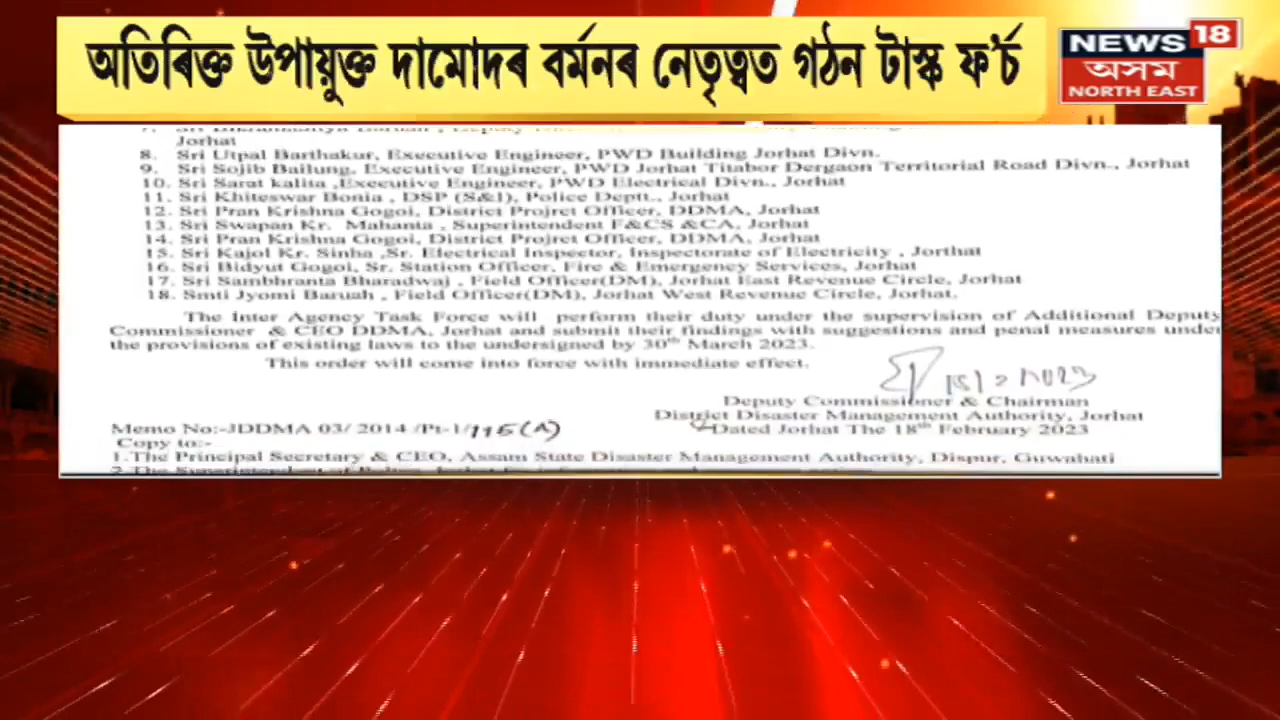 অতিৰিক্ত উপায়ুক্ত দামোদৰ বৰ্মনৰ নেতৃত্বত গঠন টাস্ক ফ'ৰ্চ
NEWS 18
অসম
NORTH EAST
Jorhat
8. Sri Utpal Barthakur, Executive Engineer, PWD Building Jorhat Divn.
9. Sri Sojib Bailung, Executive Engineer, PWD Jorhat Titabor Dergaon Territorial Road Divn., Jorhat
10. Sri Sarat kalita ,Executive Engineer, PWD Electrical Divn., Jorhat
11. Sri Khiteswar Bonia , DSP (S&I), Police Deptt., Jorhat
12. Sri Pran Krishna Gogoi, District Projret Officer, DDMA, Jorhat
13. Sri Swapan Kr. Mahanta , Superintendent F&CS &CA, Jorhat
14. Sri Pran Krishna Gogoi, District Projret Officer, DDMA, Jorhat
15. Sri Kajol Kr. Sinha ,Sr. Electrical Inspector, Inspectorate of Electricity , Jorthat
16. Sri Bidyut Gogoi, Sr. Station Officer, Fire & Emergency Services, Jorhat
17. Sri Sambhranta Bharadwaj , Field Officer(DM), Jorhat East Revenue Circle, Jorhat
18. Smti Jyomi Baruah , Field Officer(DM), Jorhat West Revenue Circle, Jorhat.
The Inter Agency Task Force will perform their duty under the supervision of Additional Deputy
Commissioner & CEO DDMA, Jorhat and submit their findings with suggestions and penal measures under
the provisions of existing laws to the undersigned by 30th March 2023.
This order will come into force with immediate effect.
Deputy Commissioner & Chairman
District Disaster Management Authority, Jorhat
Memo No:-JDDMA 03/ 2014 /Pt-1/115(A) Dated Jorhat The 18th February 2023
Copy to:-
1.The Principal Secretary & CEO, Assam State Disaster Management Authority, Dispur, Guwahati